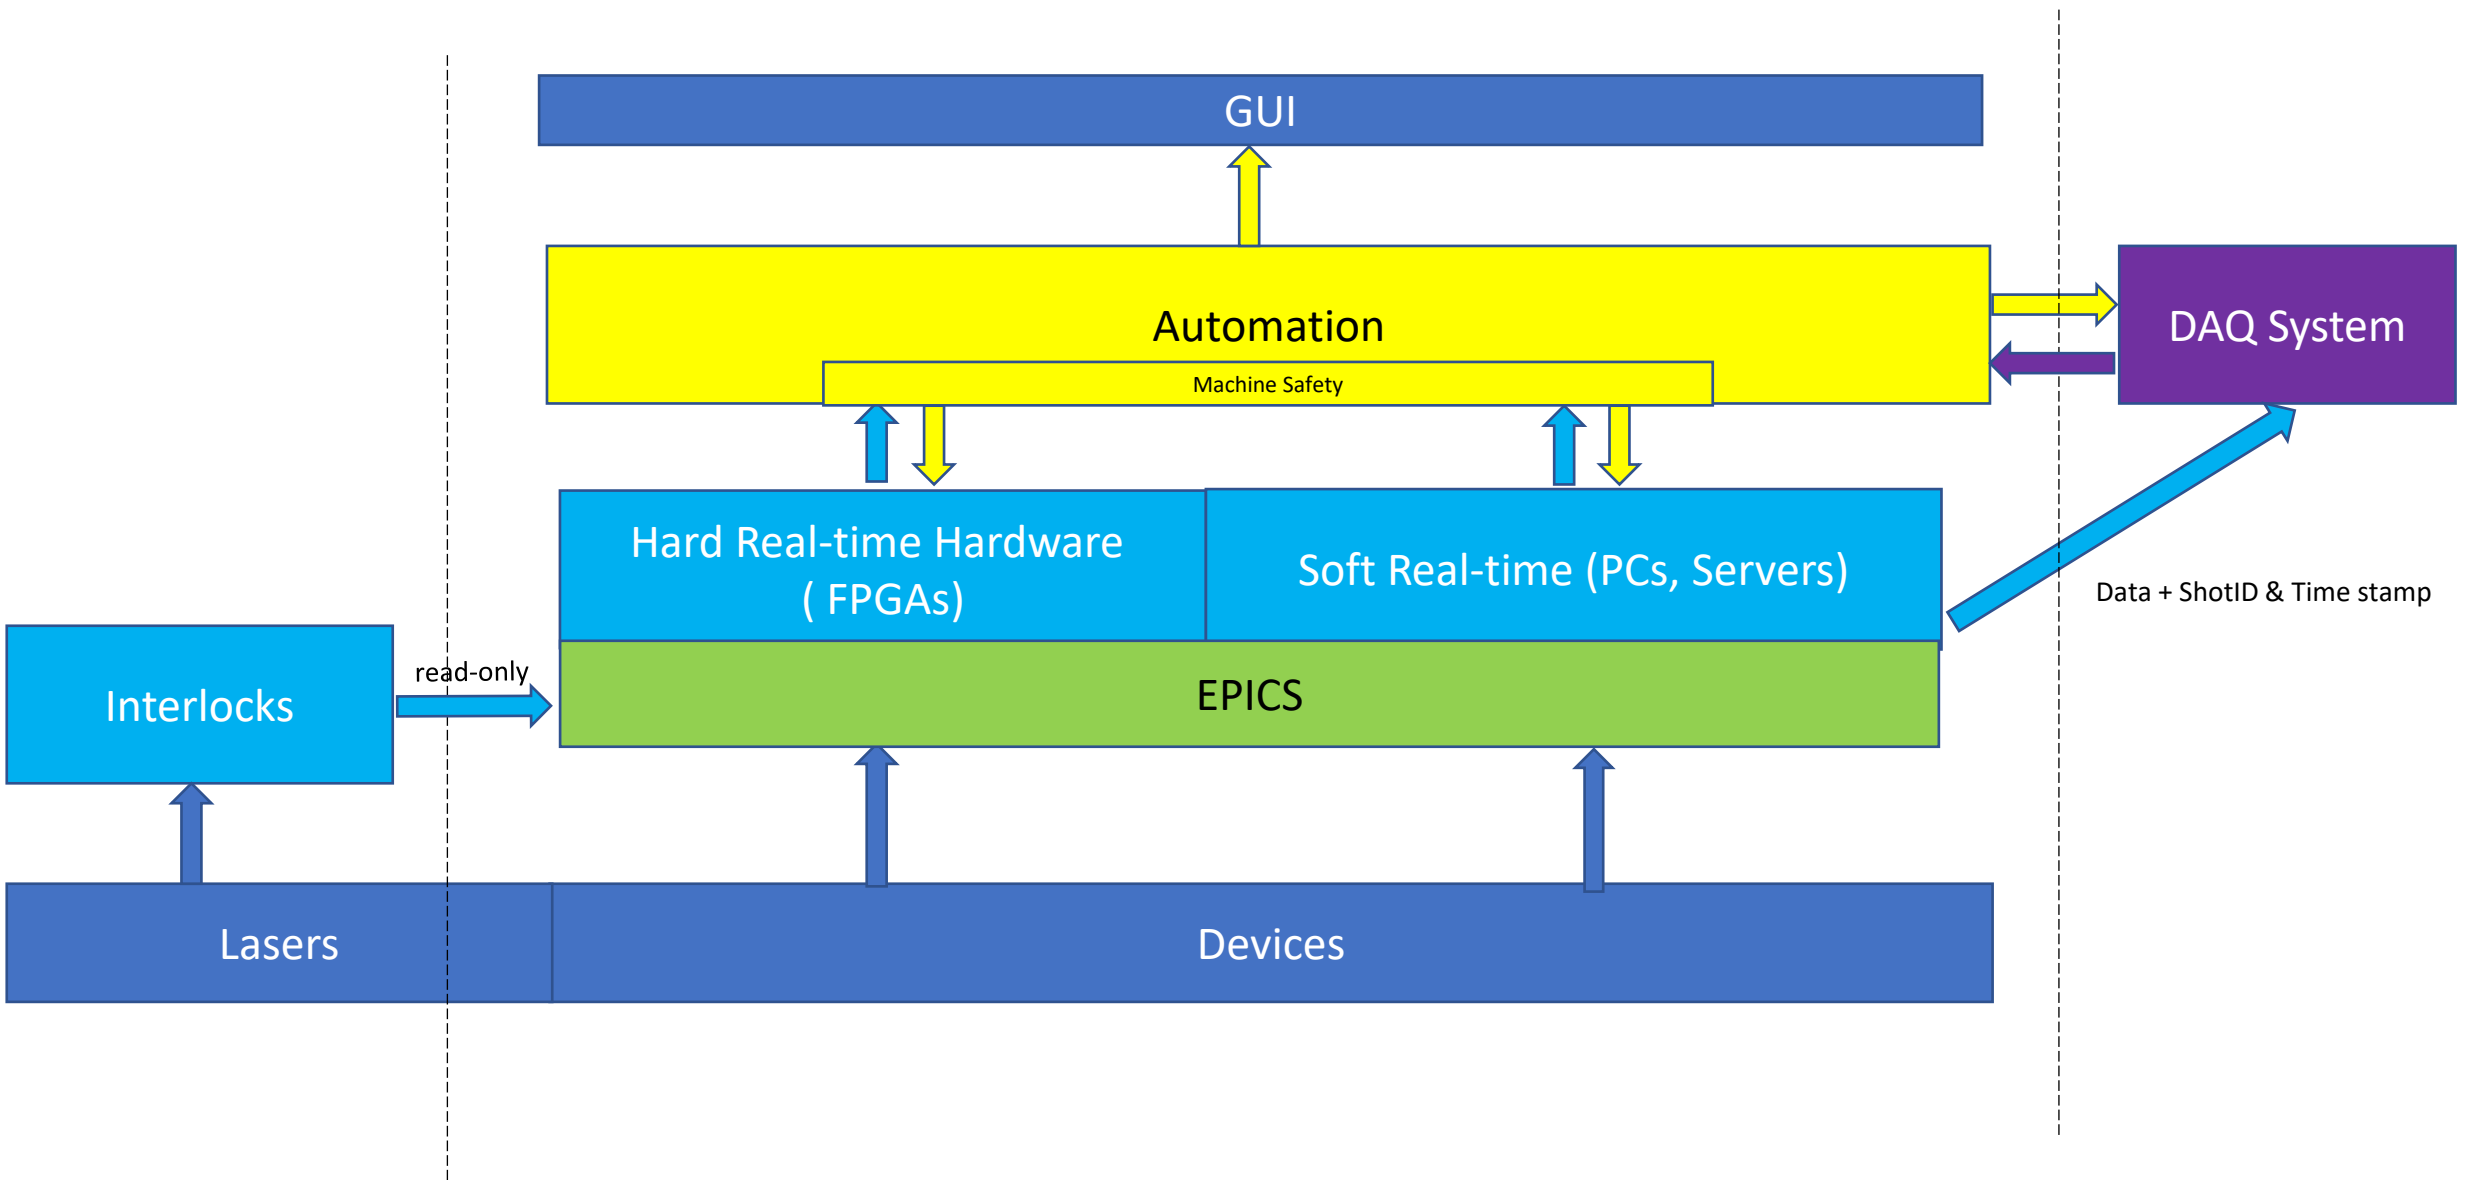 GUI
Automation
DAQ System
Machine Safety
Hard Real-time Hardware
( FPGAs)
Soft Real-time (PCs, Servers)
Data + ShotID & Time stamp
read-only
Interlocks
EPICS
Lasers
Devices